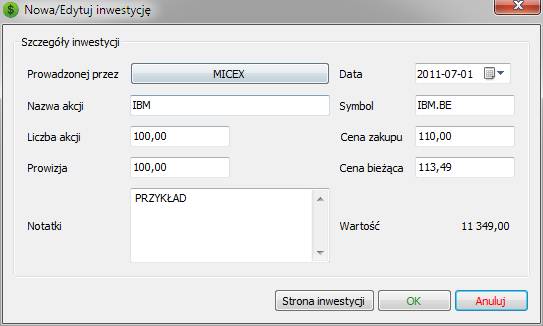 Nowa/Edytuj inwestycję
Szczegóły inwestycji
Prowadzonej przez MICEX Data 2011-07-01
Nazwa akcji IBM Symbol IBM.BE
Liczba akcji 100,00 Cena zakupu 110,00
Prowizja 100,00 Cena bieżąca 113,49
PRZYKŁAD
Notatki Wartość 11 349,00
Strona inwestycji OK Anuluj